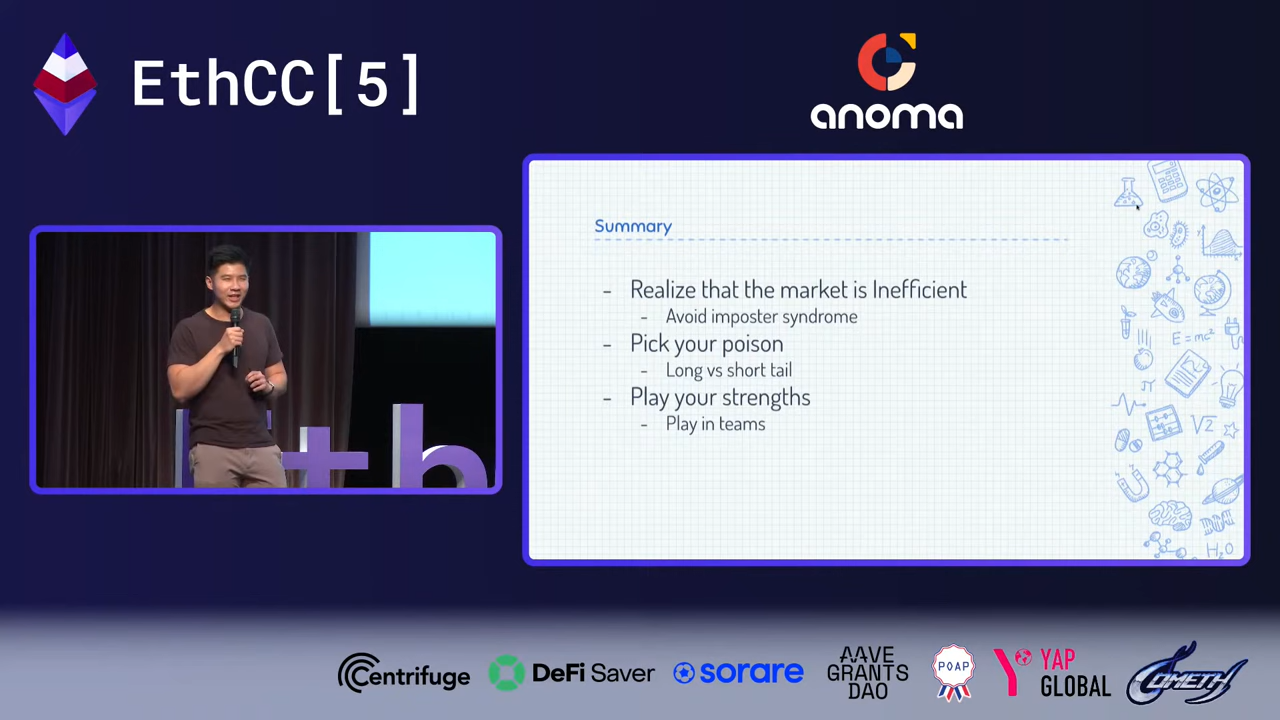 EthCC[5]
anoma
Summary
- Realize that the market is Inefficient
- Avoid imposter syndrome
- Pick your poison
- Long vs short tail
- Play your strengths
- Play in teams
E=mc²
√2
H₂O
th
Centrifuge
DeFi Saver
sorare
AAVE
GRANTS
DAO
POAP
YAP
GLOBAL
COMETH